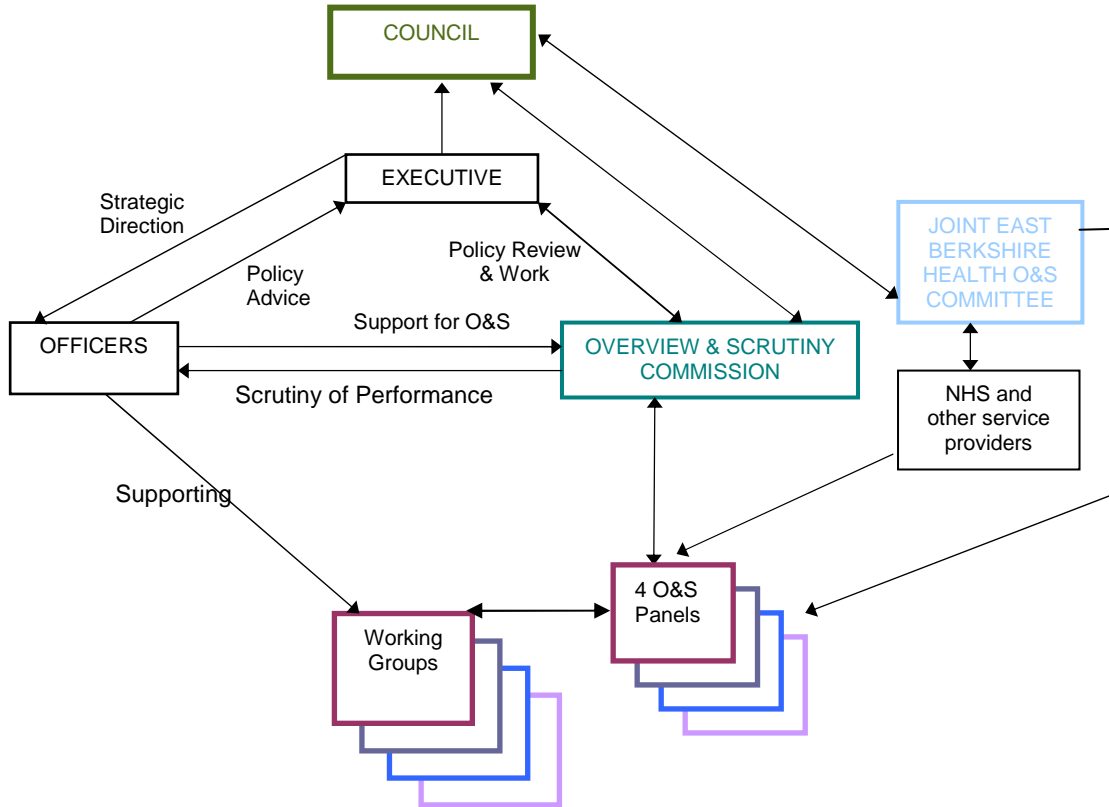 COUNCIL
EXECUTIVE
Strategic
Direction
Policy
Advice
Policy Review
& Work
JOINT EAST
BERKSHIRE
HEALTH O&S
COMMITTEE
OFFICERS
Support for O&S
Scrutiny of Performance
OVERVIEW & SCRUTINY
COMMISSION
NHS and
other service
providers
Supporting
4 O&S
Panels
Working
Groups